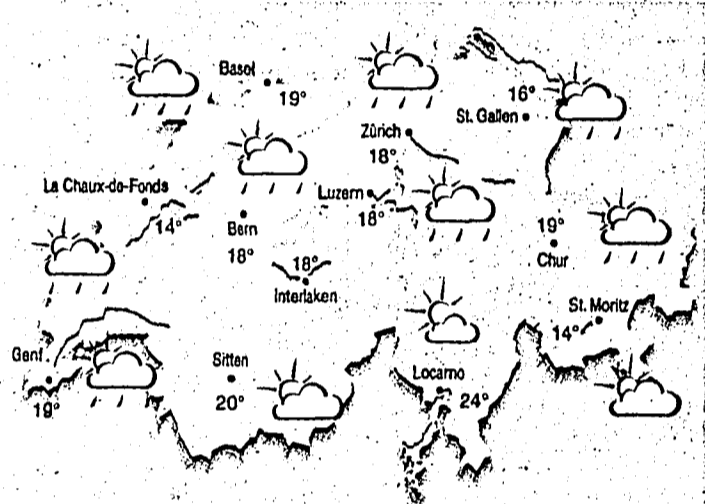 Basel
19°
16°
St. Gallen
Zürich
18°
La Chaux-de-Fonds
14°
Luzern
18°
Bern
18°
19°
Chur
18°
Interlaken
St. Moritz
14°
Genf
19°
Sitten
20°
Locarno
24°